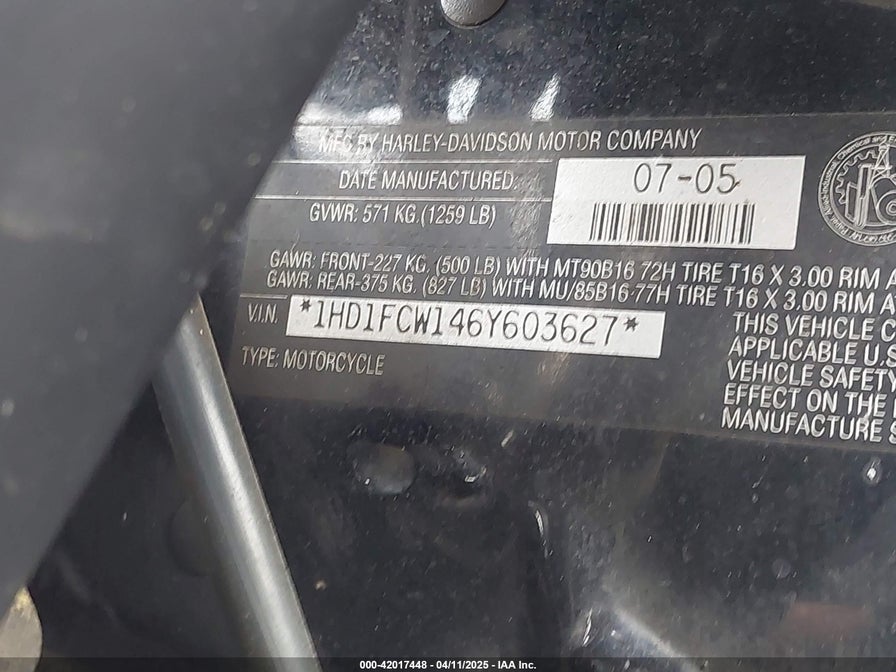 MFG BY HARLEY-DAVIDSON MOTOR COMPANY
DATE MANUFACTURED:
07-05
GVWR: 571 KG.(1259 LB)
GAWR: FRONT-227 KG. (500 LB) WITH MT90B16 72H TIRE T16 X 3.00 RIM
GAWR: REAR-375 KG. (827 LB) WITH MU/85B16-77H TIRE T16 X 3.00 RIM
V.I.N. *1HD1FCW146Y603627*
TYPE: MOTORCYCLE
THIS VEHICLE
APPLICABLE U.S
VEHICLE SAFETY
EFFECT ON THE
MANUFACTURE
000-42017448 - 04/11/2025 - IAA Inc.